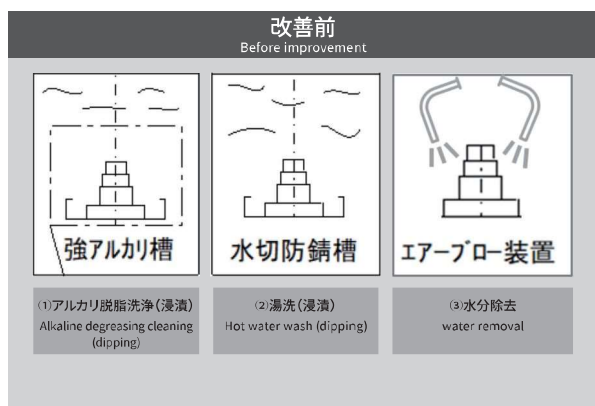 改善前
Before improvement
強アルカリ槽
水切防錆槽
エアーブロー装置
(1)アルカリ脱脂洗浄(浸漬)
Alkaline degreasing cleaning
(dipping)
(2)湯洗(浸漬)
Hot water wash (dipping)
(3)水分除去
water removal